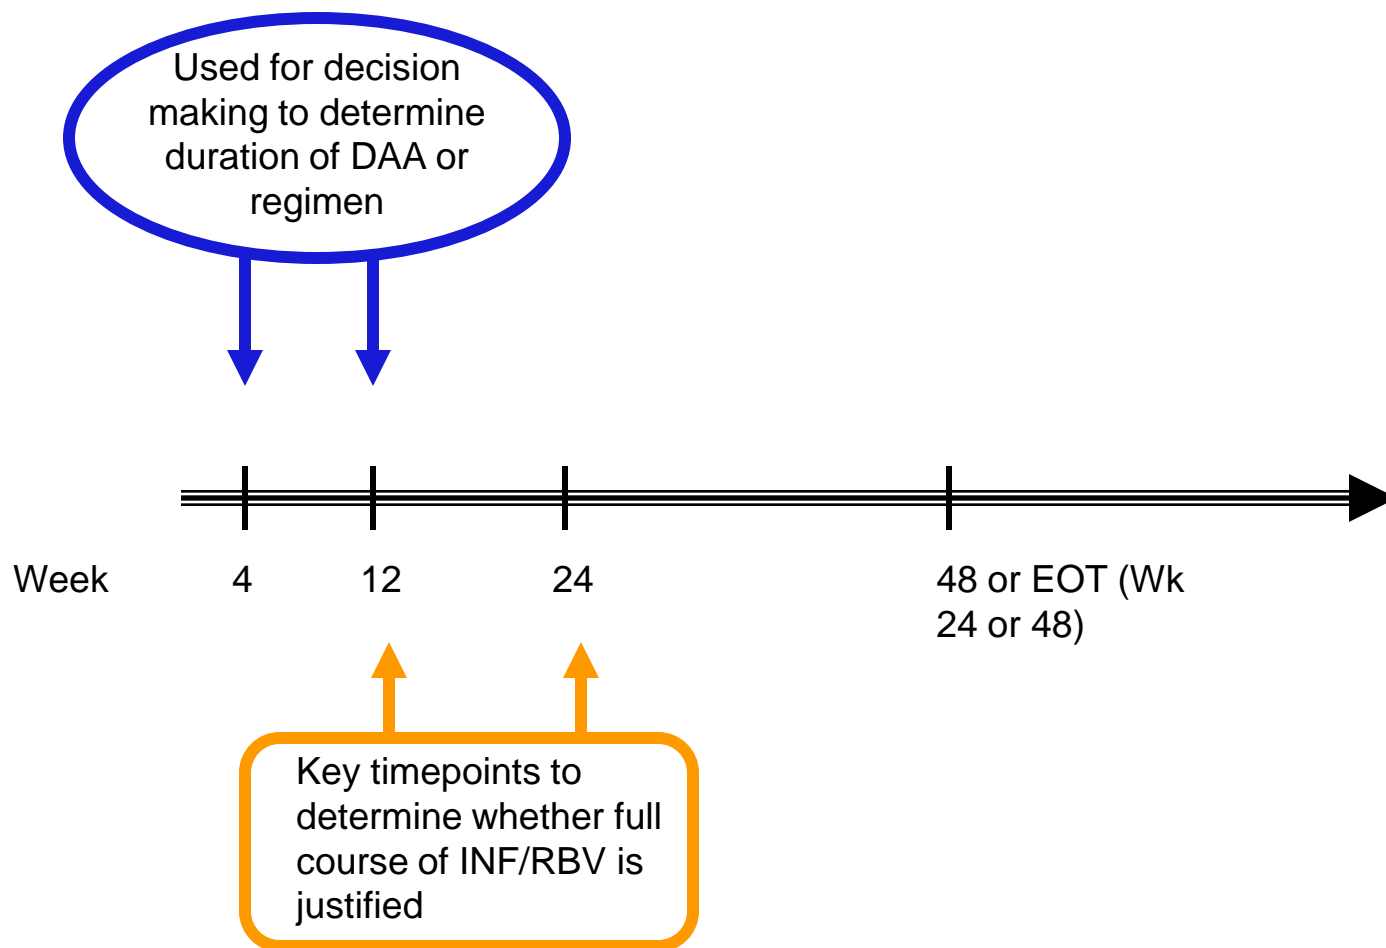 Used for decision
making to determine
duration of DAA or
regimen
Week 4 12 24 48 or EOT (Wk
24 or 48)
Key timepoints to
determine whether full
course of INF/RBV is
justified